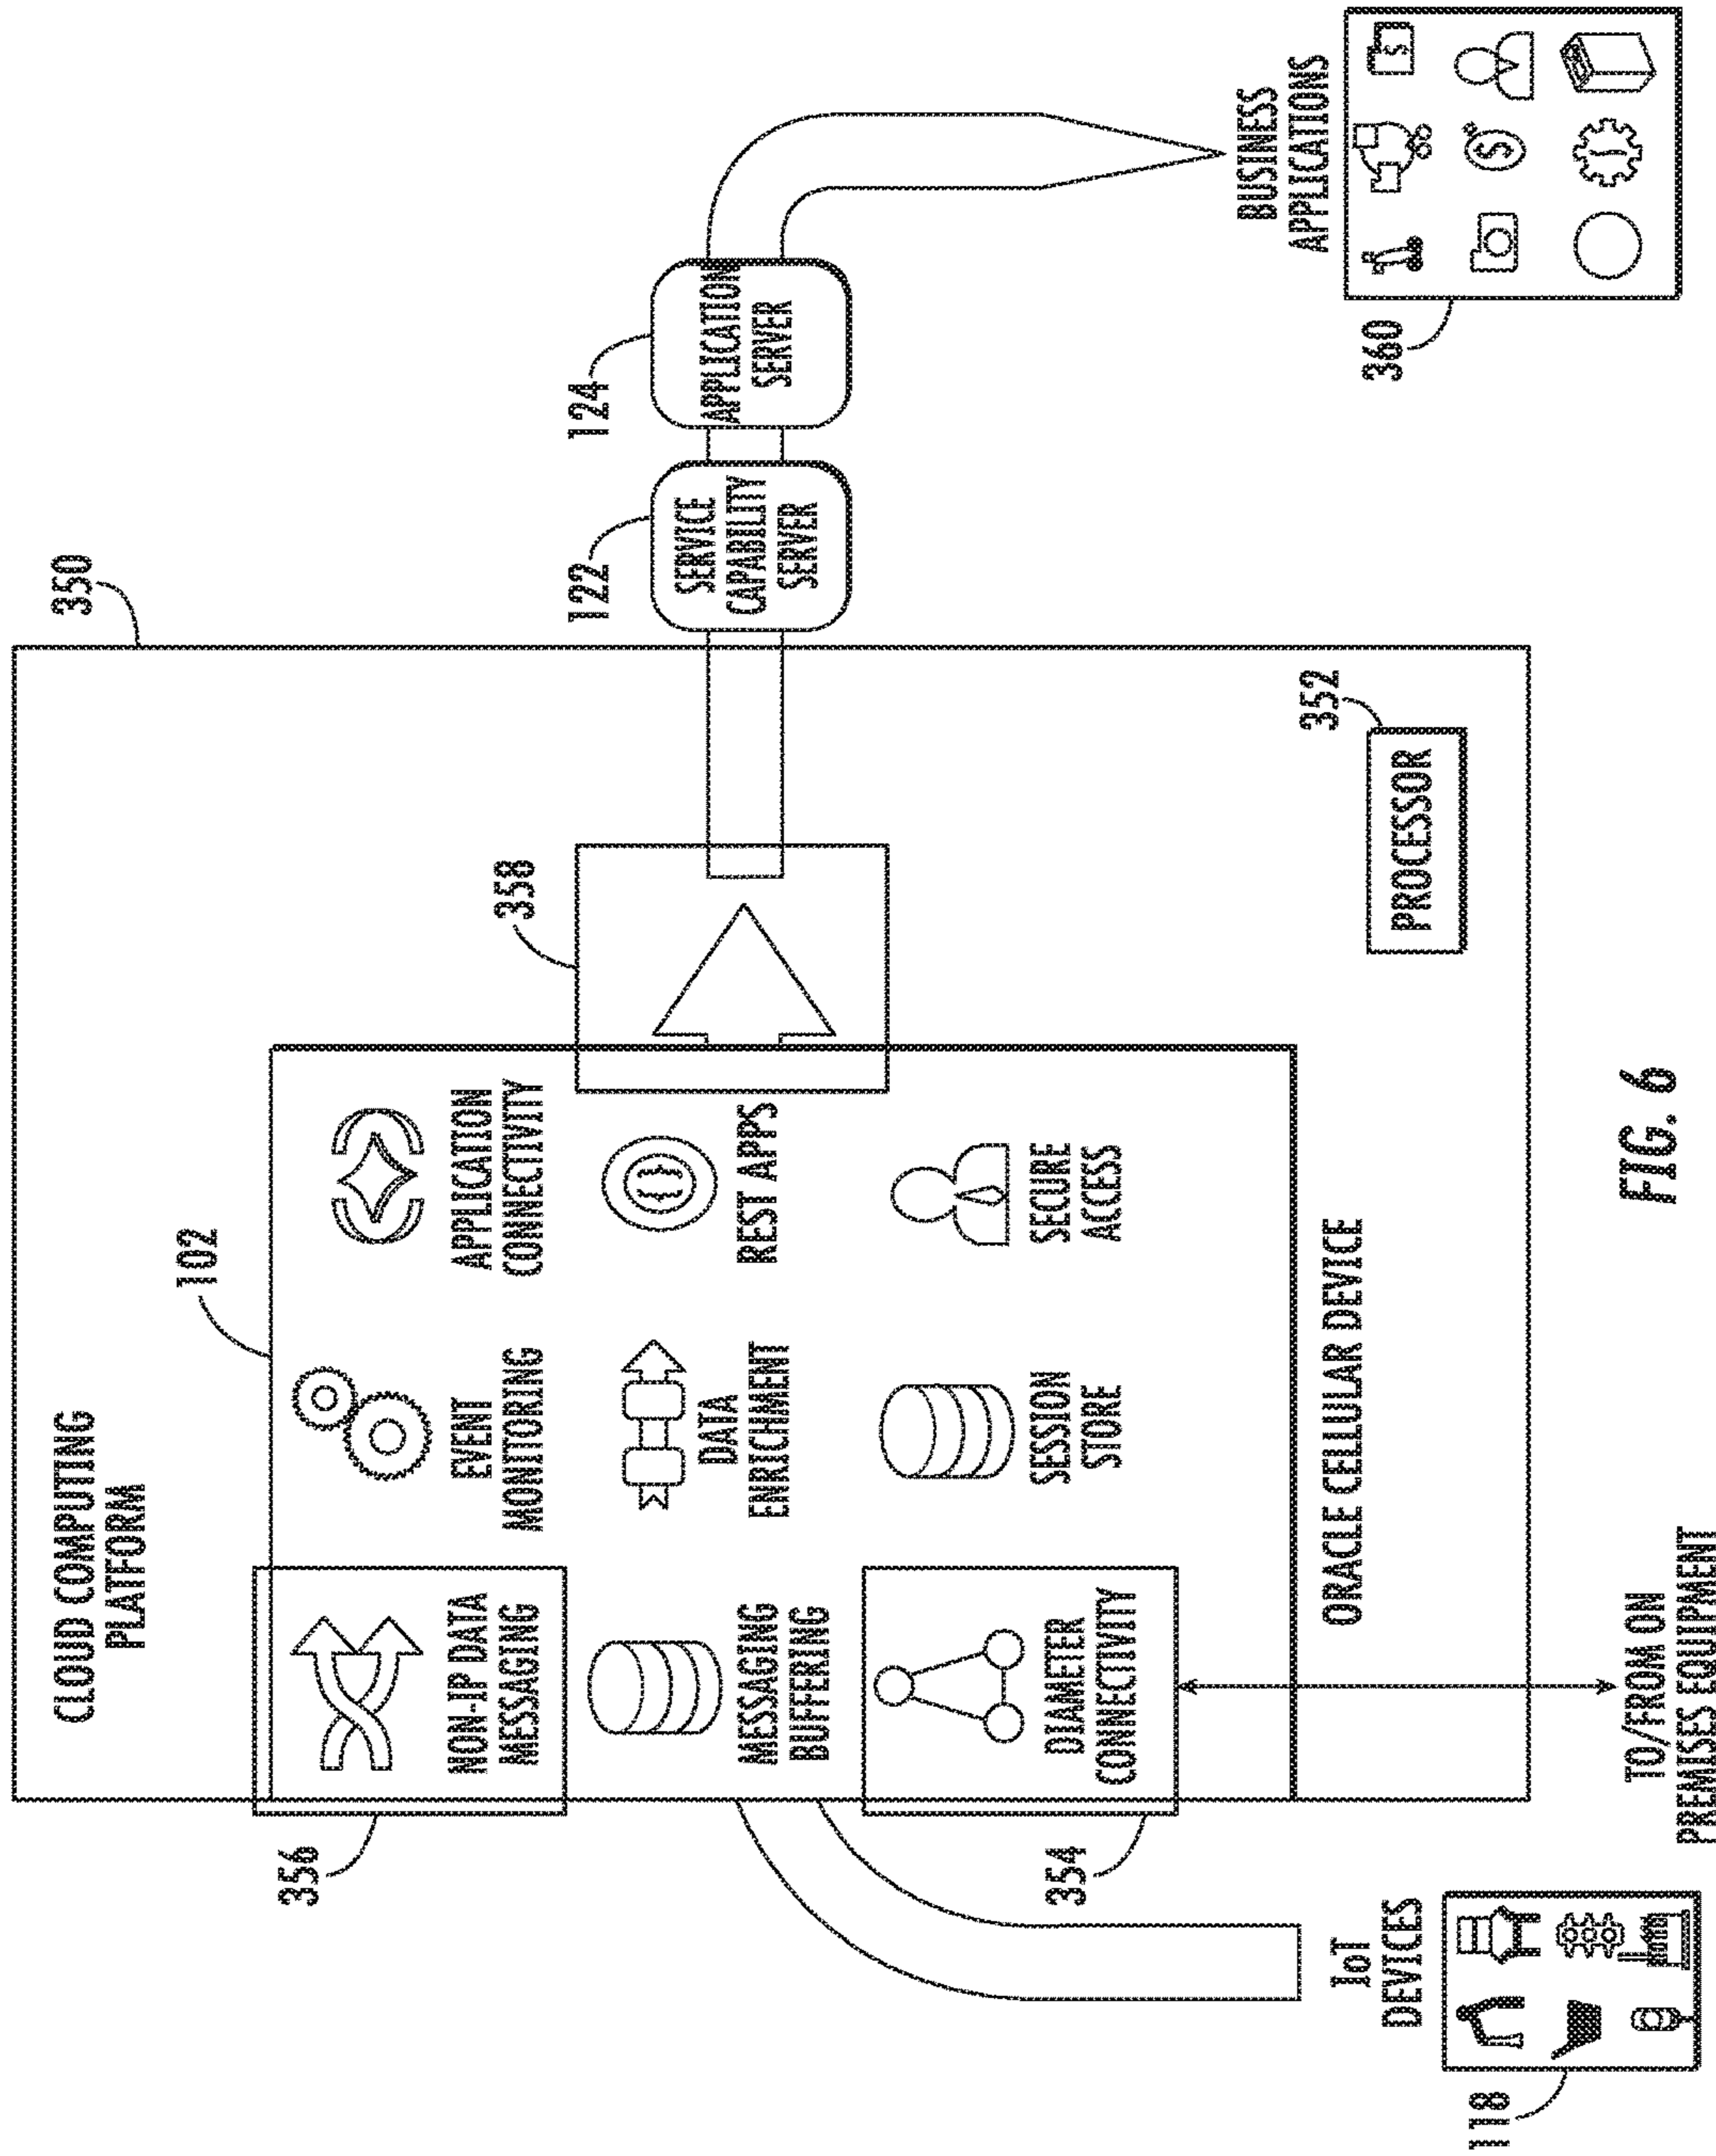 CLOUD COMPUTING
PLATFORM
350
102
356
NON-IP DATA
MESSAGING
EVENT
MONITORING
APPLICATION
CONNECTIVITY
MESSAGING
BUFFERING
DATA
ENRICHMENT
REST APPS
{ }
358
DIAMETER
CONNECTIVITY
SESSION
STORE
SECURE
ACCESS
354
ORACLE CELLULAR DEVICE
352
PROCESSOR
122
SERVICE
CAPABILITY
SERVER
124
APPLICATION
SERVER
BUSINESS
APPLICATIONS
$
$
360
IoT
DEVICES
118
TO/FROM ON
PREMISES EQUIPMENT
FIG. 6